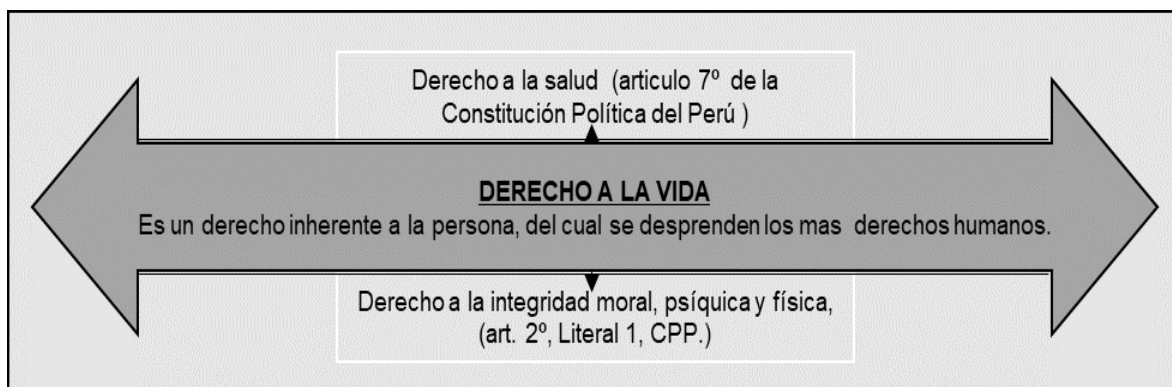 Derecho a la salud (articulo 7º de la
Constitución Política del Perú )
DERECHO A LA VIDA
Es un derecho inherente a la persona, del cual se desprenden los mas derechos humanos.
Derecho a la integridad moral, psíquica y física,
(art. 2º, Literal 1, CPP.)